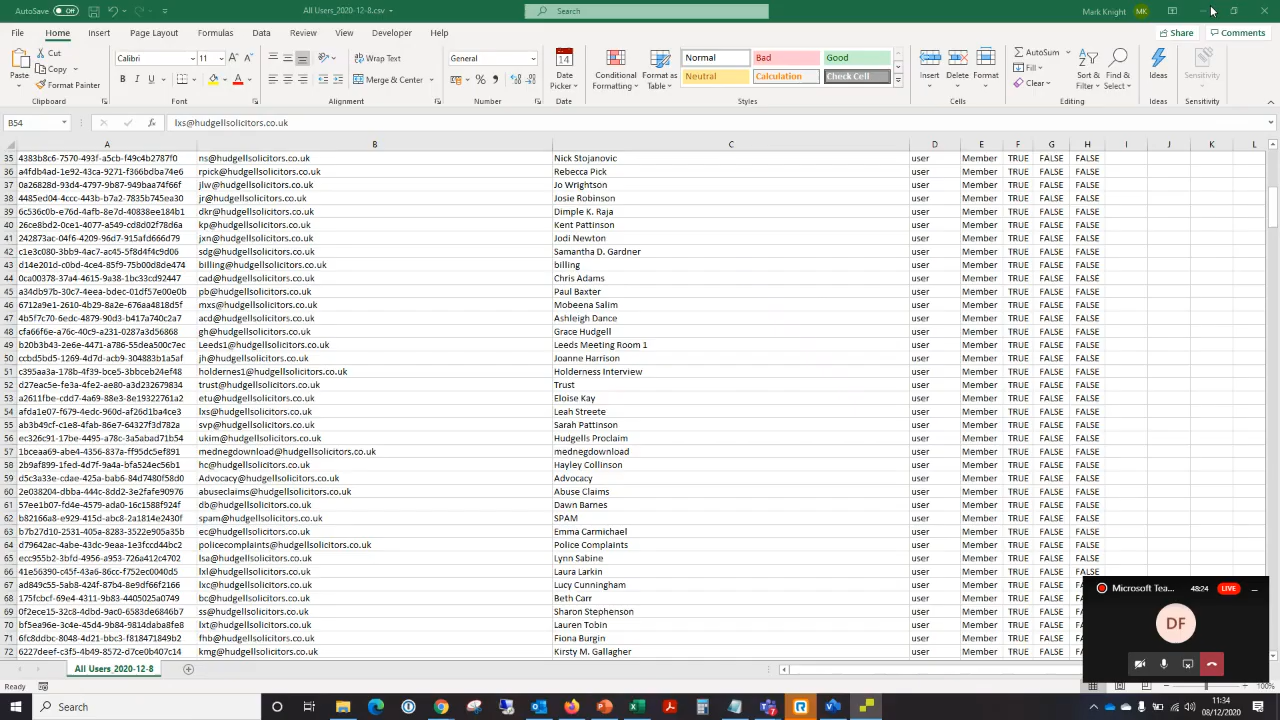 AutoSave Off All Users_2020-12-8.csv Search Mark Knight MK
File Home Insert Page Layout Formulas Data Review View Developer Help Share Comments
Cut Calibri 11 Wrap Text General Normal Bad Good AutoSum
Paste Copy Format Painter B I U Merge & Center % Date Picker Conditional Formatting Format as Table Neutral Calculation Check Cell Insert Delete Format Fill Clear Sort & Filter Find & Select Ideas Sensitivity
Clipboard Font Alignment Number Date Styles Cells Editing Ideas Sensitivity
B54 fx lxs@hudgellsolicitors.co.uk
A B C D E F G H I J K L
35 4383b8c6-7570-493f-a5cb-f49c4b2787f0 ns@hudgellsolicitors.co.uk Nick Stojanovic user Member TRUE FALSE FALSE
36 a4fdb7ab-1e92-43ca-9271-f366bdba74e6 rpick@hudgellsolicitors.co.uk Rebecca Pick user Member TRUE FALSE FALSE
37 0a26828d-93d4-4797-9b87-949baa74f66f jlw@hudgellsolicitors.co.uk Jo Wrightson user Member TRUE FALSE FALSE
38 4485ed04-4ccc-443b-b7a2-7835b745ea30 jr@hudgellsolicitors.co.uk Josie Robinson user Member TRUE FALSE FALSE
39 6c536c0b-e76d-4afb-8e7d-40838ee184b1 dkr@hudgellsolicitors.co.uk Dimple K. Raja user Member TRUE FALSE FALSE
40 26ce8bd2-0ce1-4077-a549-cd8d02f78d6a kp@hudgellsolicitors.co.uk Kent Pattinson user Member TRUE FALSE FALSE
41 242873ac-04f6-4209-96d7-915afd666d79 jxn@hudgellsolicitors.co.uk Jodi Newton user Member TRUE FALSE FALSE
42 c1e3c080-3bb9-4ac7-ac45-5f8d4f4c9d06 sdg@hudgellsolicitors.co.uk Samantha D. Gardner user Member TRUE FALSE FALSE
43 d14e201d-c0bd-4ce4-85f9-75b00d8de474 billing@hudgellsolicitors.co.uk billing user Member TRUE FALSE FALSE
44 0ca00378-37a4-4615-9a38-1bc33cd92447 cad@hudgellsolicitors.co.uk Chris Adams user Member TRUE FALSE FALSE
45 a34db97b-30c7-4eea-bdec-01df57e00e0b pb@hudgellsolicitors.co.uk Paul Baxter user Member TRUE FALSE FALSE
46 6712a9e1-2610-4b29-8a2e-676aa4818d5f mxs@hudgellsolicitors.co.uk Mobeena Salim user Member TRUE FALSE FALSE
47 b5f7c570-6edc-4879-90d3-b417a740c2a7 acd@hudgellsolicitors.co.uk Ashleigh Dance user Member TRUE FALSE FALSE
48 cfa66f6e-a76c-40c9-a231-0287a3d56868 gh@hudgellsolicitors.co.uk Grace Hudgell user Member TRUE FALSE FALSE
49 b20b3b43-2e6e-4471-a786-55dea500c7ec Leeds1@hudgellsolicitors.co.uk Leeds Meeting Room 1 user Member TRUE FALSE FALSE
50 ccbd5bd5-1269-4d7d-acb9-304883b1a5af jh@hudgellsolicitors.co.uk Joanne Harrison user Member TRUE FALSE FALSE
51 c395aa3a-178b-4f39-bce5-3bbceb24ef48 holdernes1@hudgellsolicitors.co.uk Holderness Interview user Member TRUE FALSE FALSE
52 d27eac5e-fe3a-4fe2-ae80-a3d232679834 trust@hudgellsolicitors.co.uk Trust user Member TRUE FALSE FALSE
53 a2611fbe-cdd7-4a69-88e3-8e19322761a2 etu@hudgellsolicitors.co.uk Eloise Kay user Member TRUE FALSE FALSE
54 afda1e07-f679-4edc-960d-af26d1ba4ce3 lxs@hudgellsolicitors.co.uk Leah Streete user Member TRUE FALSE FALSE
55 ab3b49cf-c1e8-4fab-86e7-64327f3d782a svp@hudgellsolicitors.co.uk Sarah Pattinson user Member TRUE FALSE FALSE
56 ec326c91-17be-4495-a78c-3a5abad71b54 ukim@hudgellsolicitors.co.uk Hudgells Proclaim user Member TRUE FALSE FALSE
57 1bceaa69-abe4-4356-837a-ff95dc5ef891 mednegdownload@hudgellsolicitors.co.uk mednegdownload user Member TRUE FALSE FALSE
58 2b9af899-1fed-4d7f-9a4a-bfa524ec56b1 hc@hudgellsolicitors.co.uk Hayley Collinson user Member TRUE FALSE FALSE
59 d5c3a33e-cdae-425a-bab6-84d7480f58d0 Advocacy@hudgellsolicitors.co.uk Advocacy user Member TRUE FALSE FALSE
60 2e038204-dbba-444c-8dd2-3e2fafe90976 abuseclaims@hudgellsolicitors.co.uk Abuse Claims user Member TRUE FALSE FALSE
61 57ee1b07-fd4e-4579-ada0-16c1588f924f db@hudgellsolicitors.co.uk Dawn Barnes user Member TRUE FALSE FALSE
62 b82166a8-e929-415d-abc8-2a1814e2430f spam@hudgellsolicitors.co.uk SPAM user Member TRUE FALSE FALSE
63 b7b27d10-2531-405a-8283-3522e905a35b ec@hudgellsolicitors.co.uk Emma Carmichael user Member TRUE FALSE FALSE
64 d79642ac-4abe-43dc-9eaa-1e3fccd44bc2 policecomplaints@hudgellsolicitors.co.uk Police Complaints user Member TRUE FALSE FALSE
65 ecc955b2-3bfd-4956-a953-726a412c4702 lsa@hudgellsolicitors.co.uk Lynn Sabine user Member TRUE FALSE FALSE
66 41e56390-45af-46cc-b66c-f752ec0040d5 lxl@hudgellsolicitors.co.uk Laura Larkin user Member TRUE FALSE FALSE
67 ad849c55-5ab8-424f-87b4-8e9df66f2166 lxc@hudgellsolicitors.co.uk Lucy Cunningham user Member TRUE FALSE FALSE
68 175fcbcf-69e4-4311-9b83-4405025a0749 bc@hudgellsolicitors.co.uk Beth Carr user
69 0f2ece15-32c8-4dbd-9ac0-6583de6846b7 ss@hudgellsolicitors.co.uk Sharon Stephenson user Member TRUE FALSE FALSE
70 bf5ea96e-3c4e-4d46-9b94-9814daba8fe8 lxt@hudgellsolicitors.co.uk Lauren Tobin user Member TRUE FALSE FALSE
71 6fc8ddbc-8048-4d21-bbc3-f818471849b2 fhb@hudgellsolicitors.co.uk Fiona Burgin user Member TRUE FALSE FALSE
72 6227deef-c3f5-4b49-b71e-d7ce0b407c14 kmg@hudgellsolicitors.co.uk Kirsty M. Gallagher user Member TRUE FALSE FALSE
Microsoft Tea... 48:24 LIVE
DF
All Users_2020-12-8
Ready 100%
Search 11:34
08/12/2020